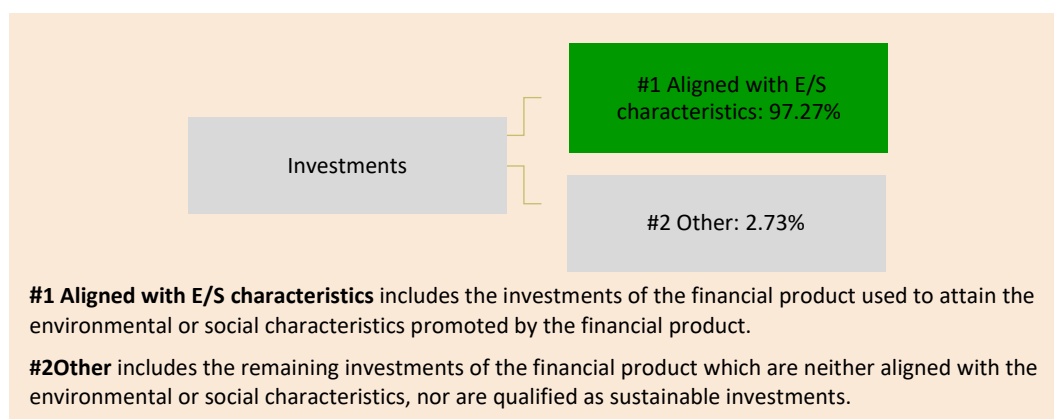 #1 Aligned with E/S
characteristics: 97.27%
Investments
#2 Other: 2.73%
#1 Aligned with E/S characteristics includes the investments of the financial product used to attain the
environmental or social characteristics promoted by the financial product.
#2Other includes the remaining investments of the financial product which are neither aligned with the
environmental or social characteristics, nor are qualified as sustainable investments.